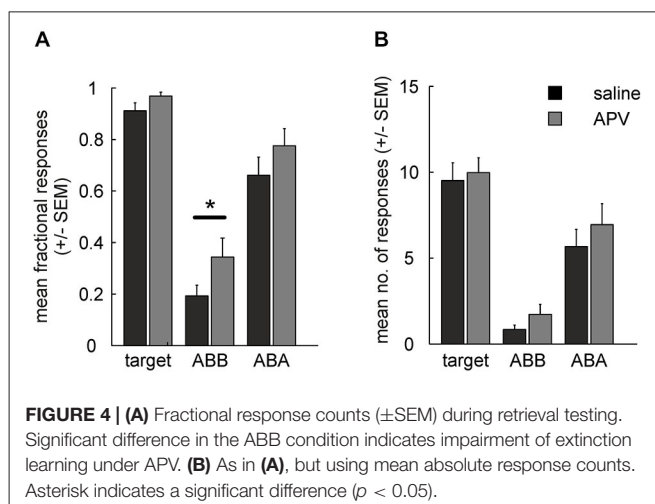 A
mean fractional responses
(+/- SEM)
1
0.8
0.6
0.4
0.2
0
*
target ABB ABA
B
mean no. of responses (+/- SEM)
15
10
5
0
saline
APV
target ABB ABA
FIGURE 4 | (A) Fractional response counts (±SEM) during retrieval testing.
Significant difference in the ABB condition indicates impairment of extinction
learning under APV. (B) As in (A), but using mean absolute response counts.
Asterisk indicates a significant difference (p < 0.05).